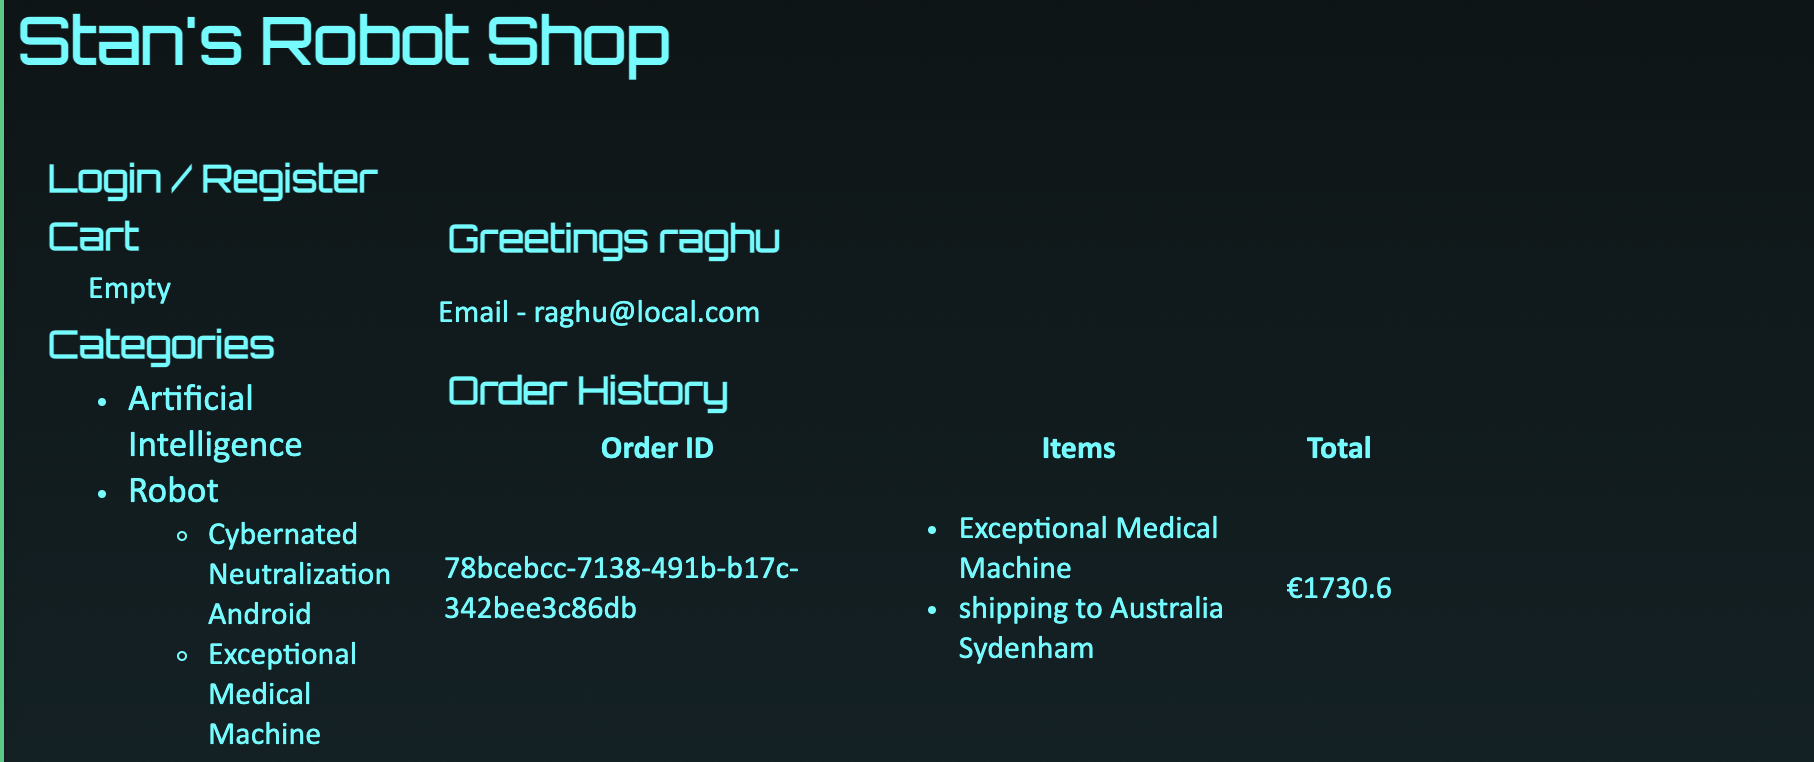 Stan's Robot Shop
Login / Register
Cart
Empty
Categories
Artificial
Intelligence
Robot
Cybernated
Neutralization
Android
Exceptional
Medical
Machine
Greetings raghu
Email - raghu@local.com
Order History
Order ID Items Total
78bcebcc-7138-491b-b17c-
342bee3c86db
Exceptional Medical
Machine
shipping to Australia
Sydenham
€1730.6